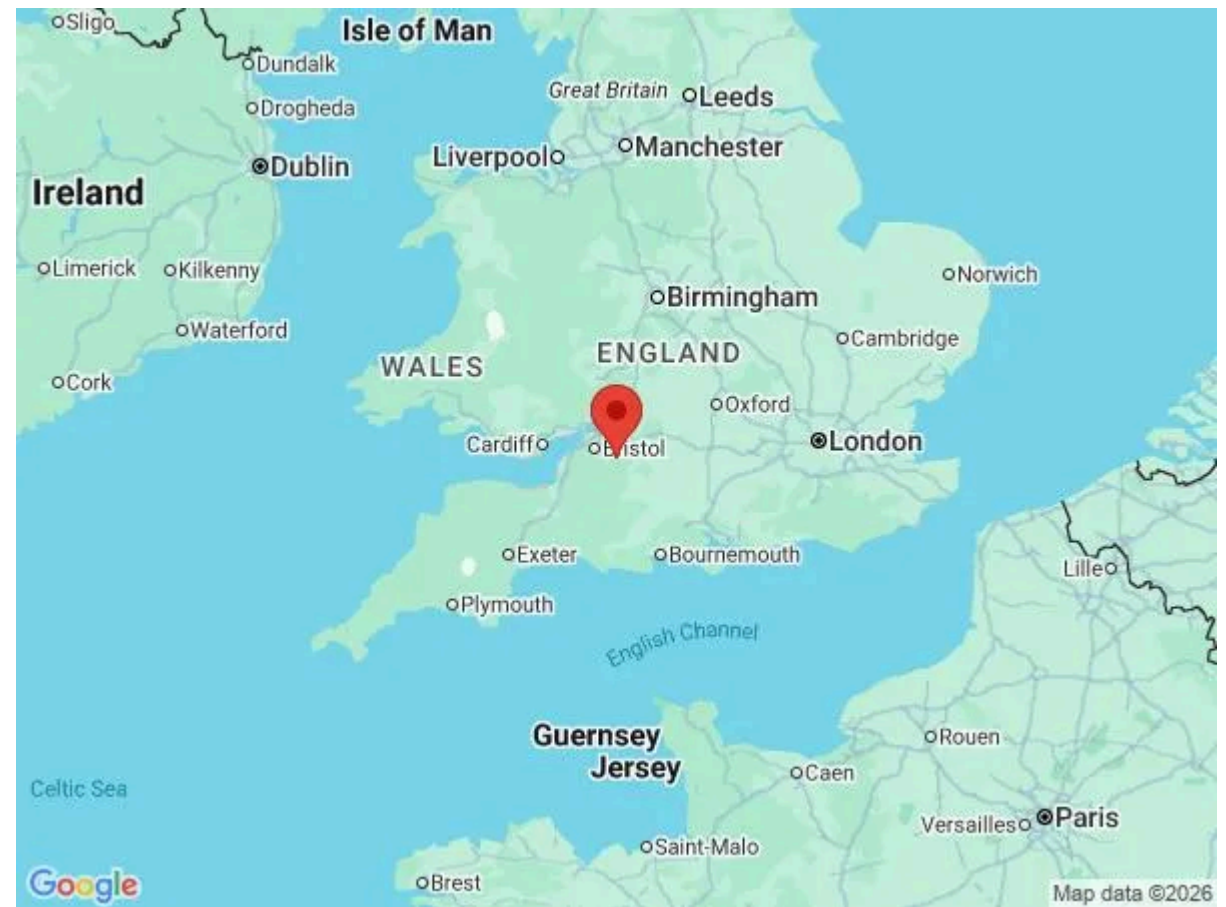 Sligo
Isle of Man
Dundalk
Great Britain
Leeds
Drogheda
Liverpool
Manchester
Dublin
Ireland
Limerick
Kilkenny
Norwich
Birmingham
Waterford
Cambridge
ENGLAND
WALES
Cork
Oxford
Cardiff
Bristol
London
Exeter
Bournemouth
Lille
Plymouth
English Channel
Guernsey
Rouen
Jersey
Caen
Celtic Sea
Versailles
Paris
Saint-Malo
Brest
Google
Map data ©2026